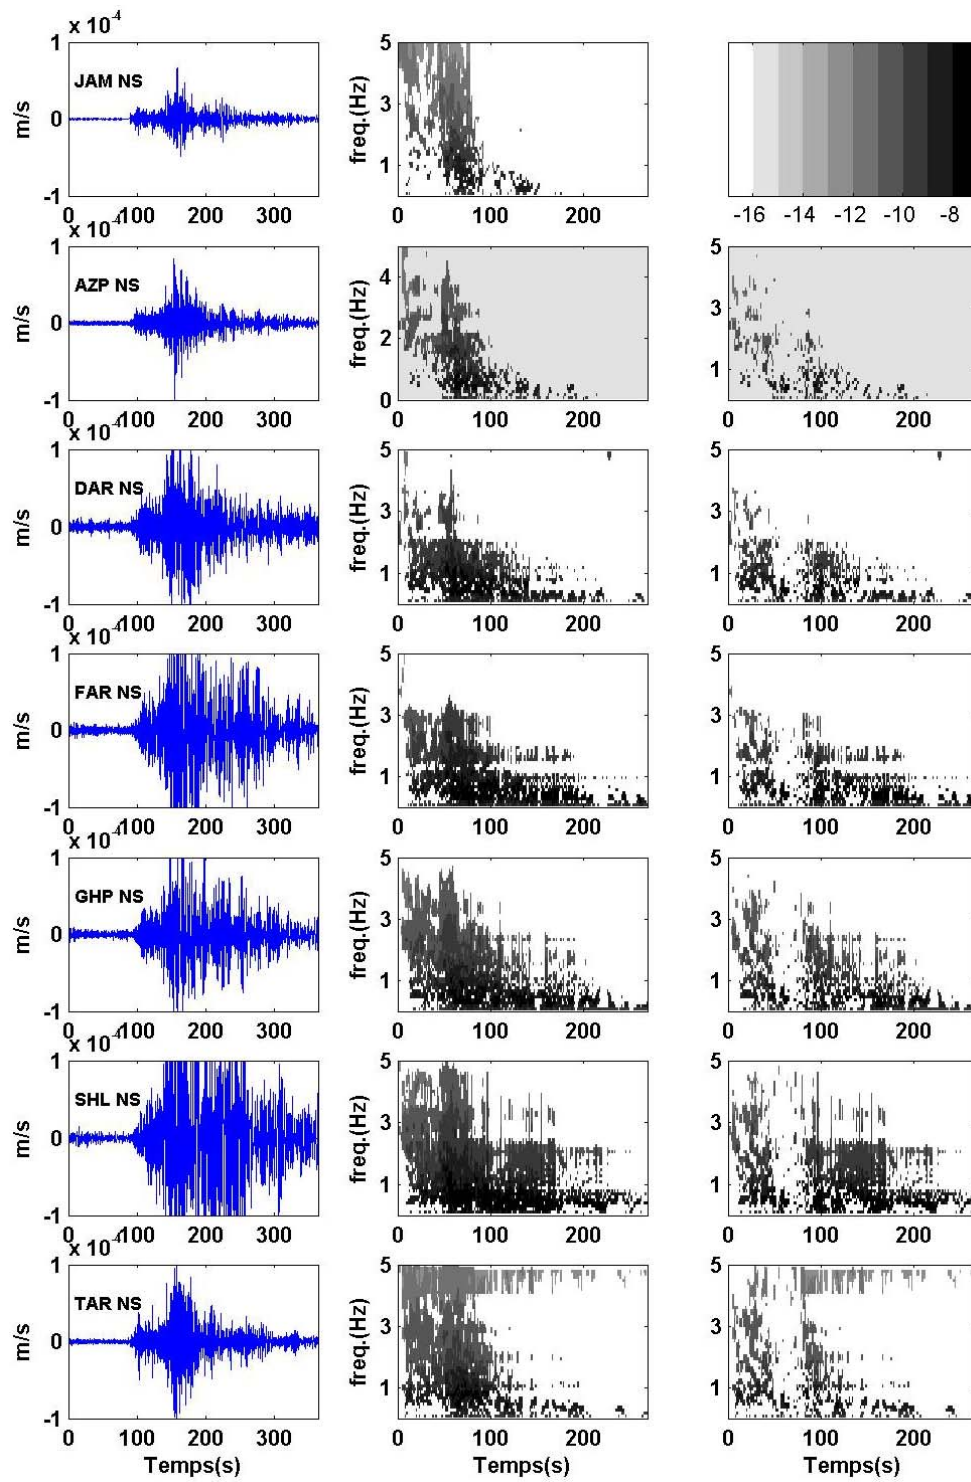 x 10⁻⁴
1
0
-1
m/s
JAM NS
0 100 200 300
5
3
1
freq.(Hz)
0 100 200
-16 -14 -12 -10 -8
x 10⁻⁴
1
0
-1
m/s
AZP NS
0 100 200 300
4
2
0
freq.(Hz)
0 100 200
5
3
1
0 100 200
x 10⁻⁴
1
0
-1
m/s
DAR NS
0 100 200 300
5
3
1
freq.(Hz)
0 100 200
5
3
1
0 100 200
x 10⁻⁴
1
0
-1
m/s
FAR NS
0 100 200 300
5
3
1
freq.(Hz)
0 100 200
5
3
1
0 100 200
x 10⁻⁴
1
0
-1
m/s
GHP NS
0 100 200 300
5
3
1
freq.(Hz)
0 100 200
5
3
1
0 100 200
x 10⁻⁴
1
0
-1
m/s
SHL NS
0 100 200 300
5
3
1
freq.(Hz)
0 100 200
5
3
1
0 100 200
x 10⁻⁴
1
0
-1
m/s
TAR NS
0 100 200 300
Temps(s)
5
3
1
freq.(Hz)
0 100 200
Temps(s)
5
3
1
0 100 200
Temps(s)